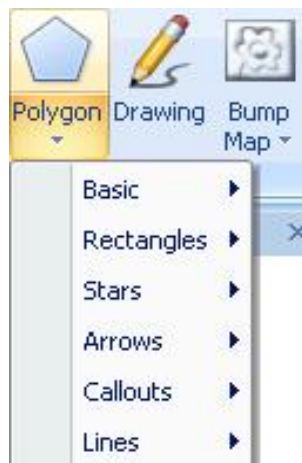 Polygon Drawing Bump
Map
Basic
Rectangles
Stars
Arrows
Callouts
Lines